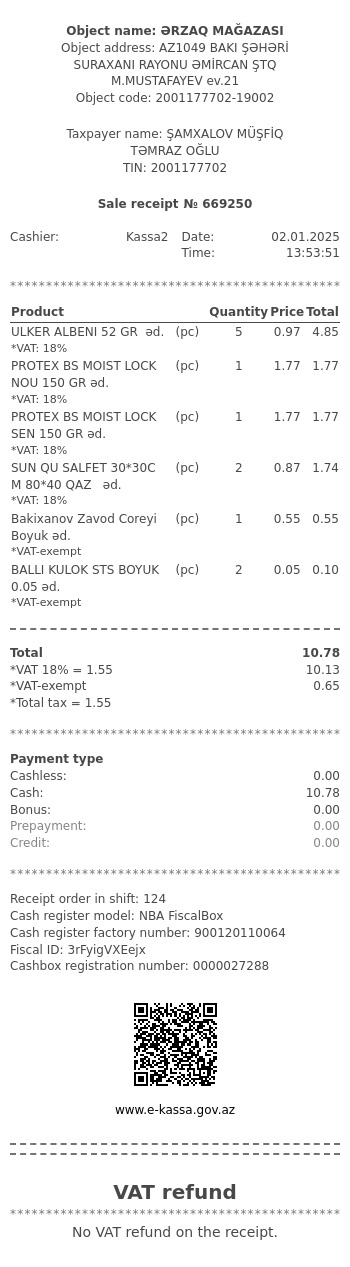 Object name: ƏRZAQ MAĞAZASI
Object address: AZ1049 BAKI ŞƏHƏRİ
SURAXANI RAYONU ƏMİRCAN ŞTQ
M.MUSTAFAYEV ev.21
Object code: 2001177702-19002
Taxpayer name: ŞAMXALOV MÜŞFİQ
TƏMRAZ OĞLU
TIN: 2001177702
Sale receipt № 669250
Cashier: Kassa2 Date: 02.01.2025
Time: 13:53:51
**********************************************
Product Quantity Price Total
ULKER ALBENI 52 GR əd. (pc) 5 0.97 4.85
*VAT: 18%
PROTEX BS MOIST LOCK (pc) 1 1.77 1.77
NOU 150 GR əd.
*VAT: 18%
PROTEX BS MOIST LOCK (pc) 1 1.77 1.77
SEN 150 GR əd.
*VAT: 18%
SUN QU SALFET 30*30C (pc) 2 0.87 1.74
M 80*40 QAZ əd.
*VAT: 18%
Bakixanov Zavod Coreyi (pc) 1 0.55 0.55
Boyuk əd.
*VAT-exempt
BALLI KULOK STS BOYUK (pc) 2 0.05 0.10
0.05 əd.
*VAT-exempt
Total 10.78
*VAT 18% = 1.55 10.13
*VAT-exempt 0.65
*Total tax = 1.55
**********************************************
Payment type
Cashless: 0.00
Cash: 10.78
Bonus: 0.00
Prepayment: 0.00
Credit: 0.00
**********************************************
Receipt order in shift: 124
Cash register model: NBA FiscalBox
Cash register factory number: 900120110064
Fiscal ID: 3rFyigVXEejx
Cashbox registration number: 0000027288
www.e-kassa.gov.az
VAT refund
**********************************************
No VAT refund on the receipt.